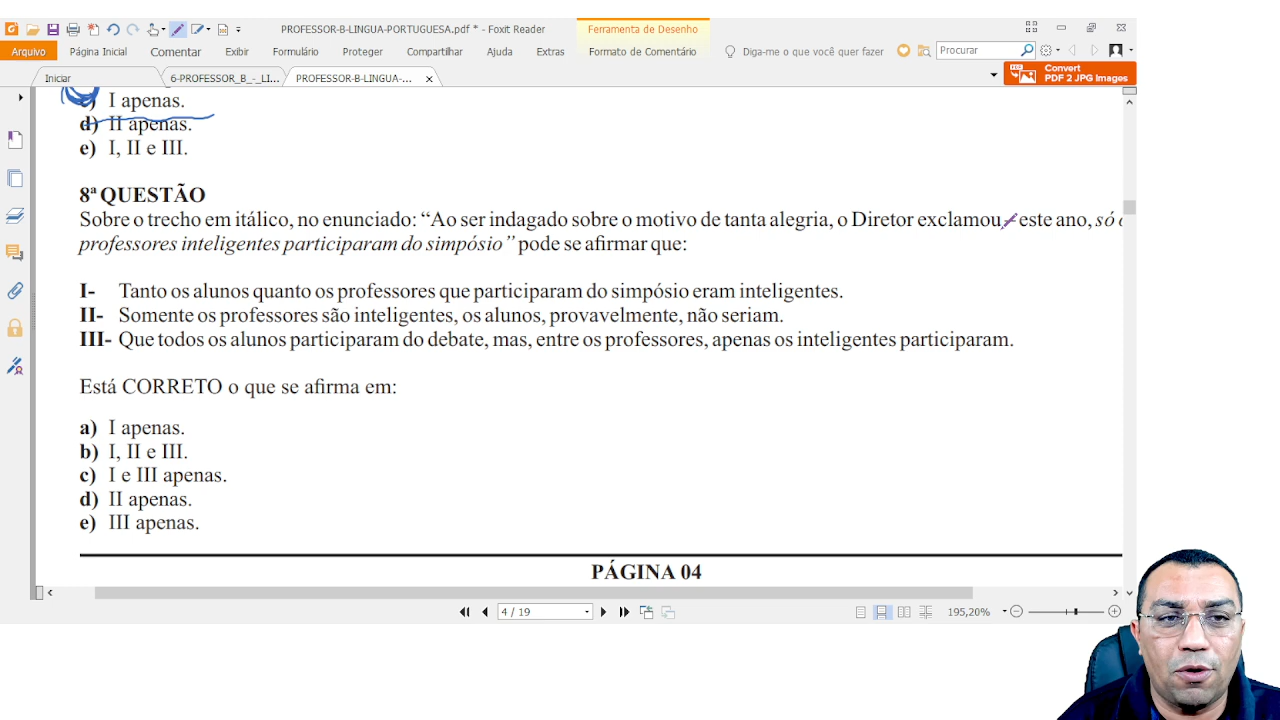 PROFESSOR-B-LINGUA-PORTUGUESA.pdf * - Foxit Reader
Ferramenta de Desenho
Arquivo Página Inicial Comentar Exibir Formulário Proteger Compartilhar Ajuda Extras Formato de Comentário Diga-me o que você quer fazer Procurar
Iniciar 6-PROFESSOR_B_-_LI... PROFESSOR-B-LINGUA-... Convert
PDF 2 JPG Images
c) I apenas.
d) II apenas.
e) I, II e III.
8ª QUESTÃO
Sobre o trecho em itálico, no enunciado: “Ao ser indagado sobre o motivo de tanta alegria, o Diretor exclamou, este ano, só
professores inteligentes participaram do simpósio” pode se afirmar que:
I- Tanto os alunos quanto os professores que participaram do simpósio eram inteligentes.
II- Somente os professores são inteligentes, os alunos, provavelmente, não seriam.
III- Que todos os alunos participaram do debate, mas, entre os professores, apenas os inteligentes participaram.
Está CORRETO o que se afirma em:
a) I apenas.
b) I, II e III.
c) I e III apenas.
d) II apenas.
e) III apenas.
PÁGINA 04
4 / 19 195,20%